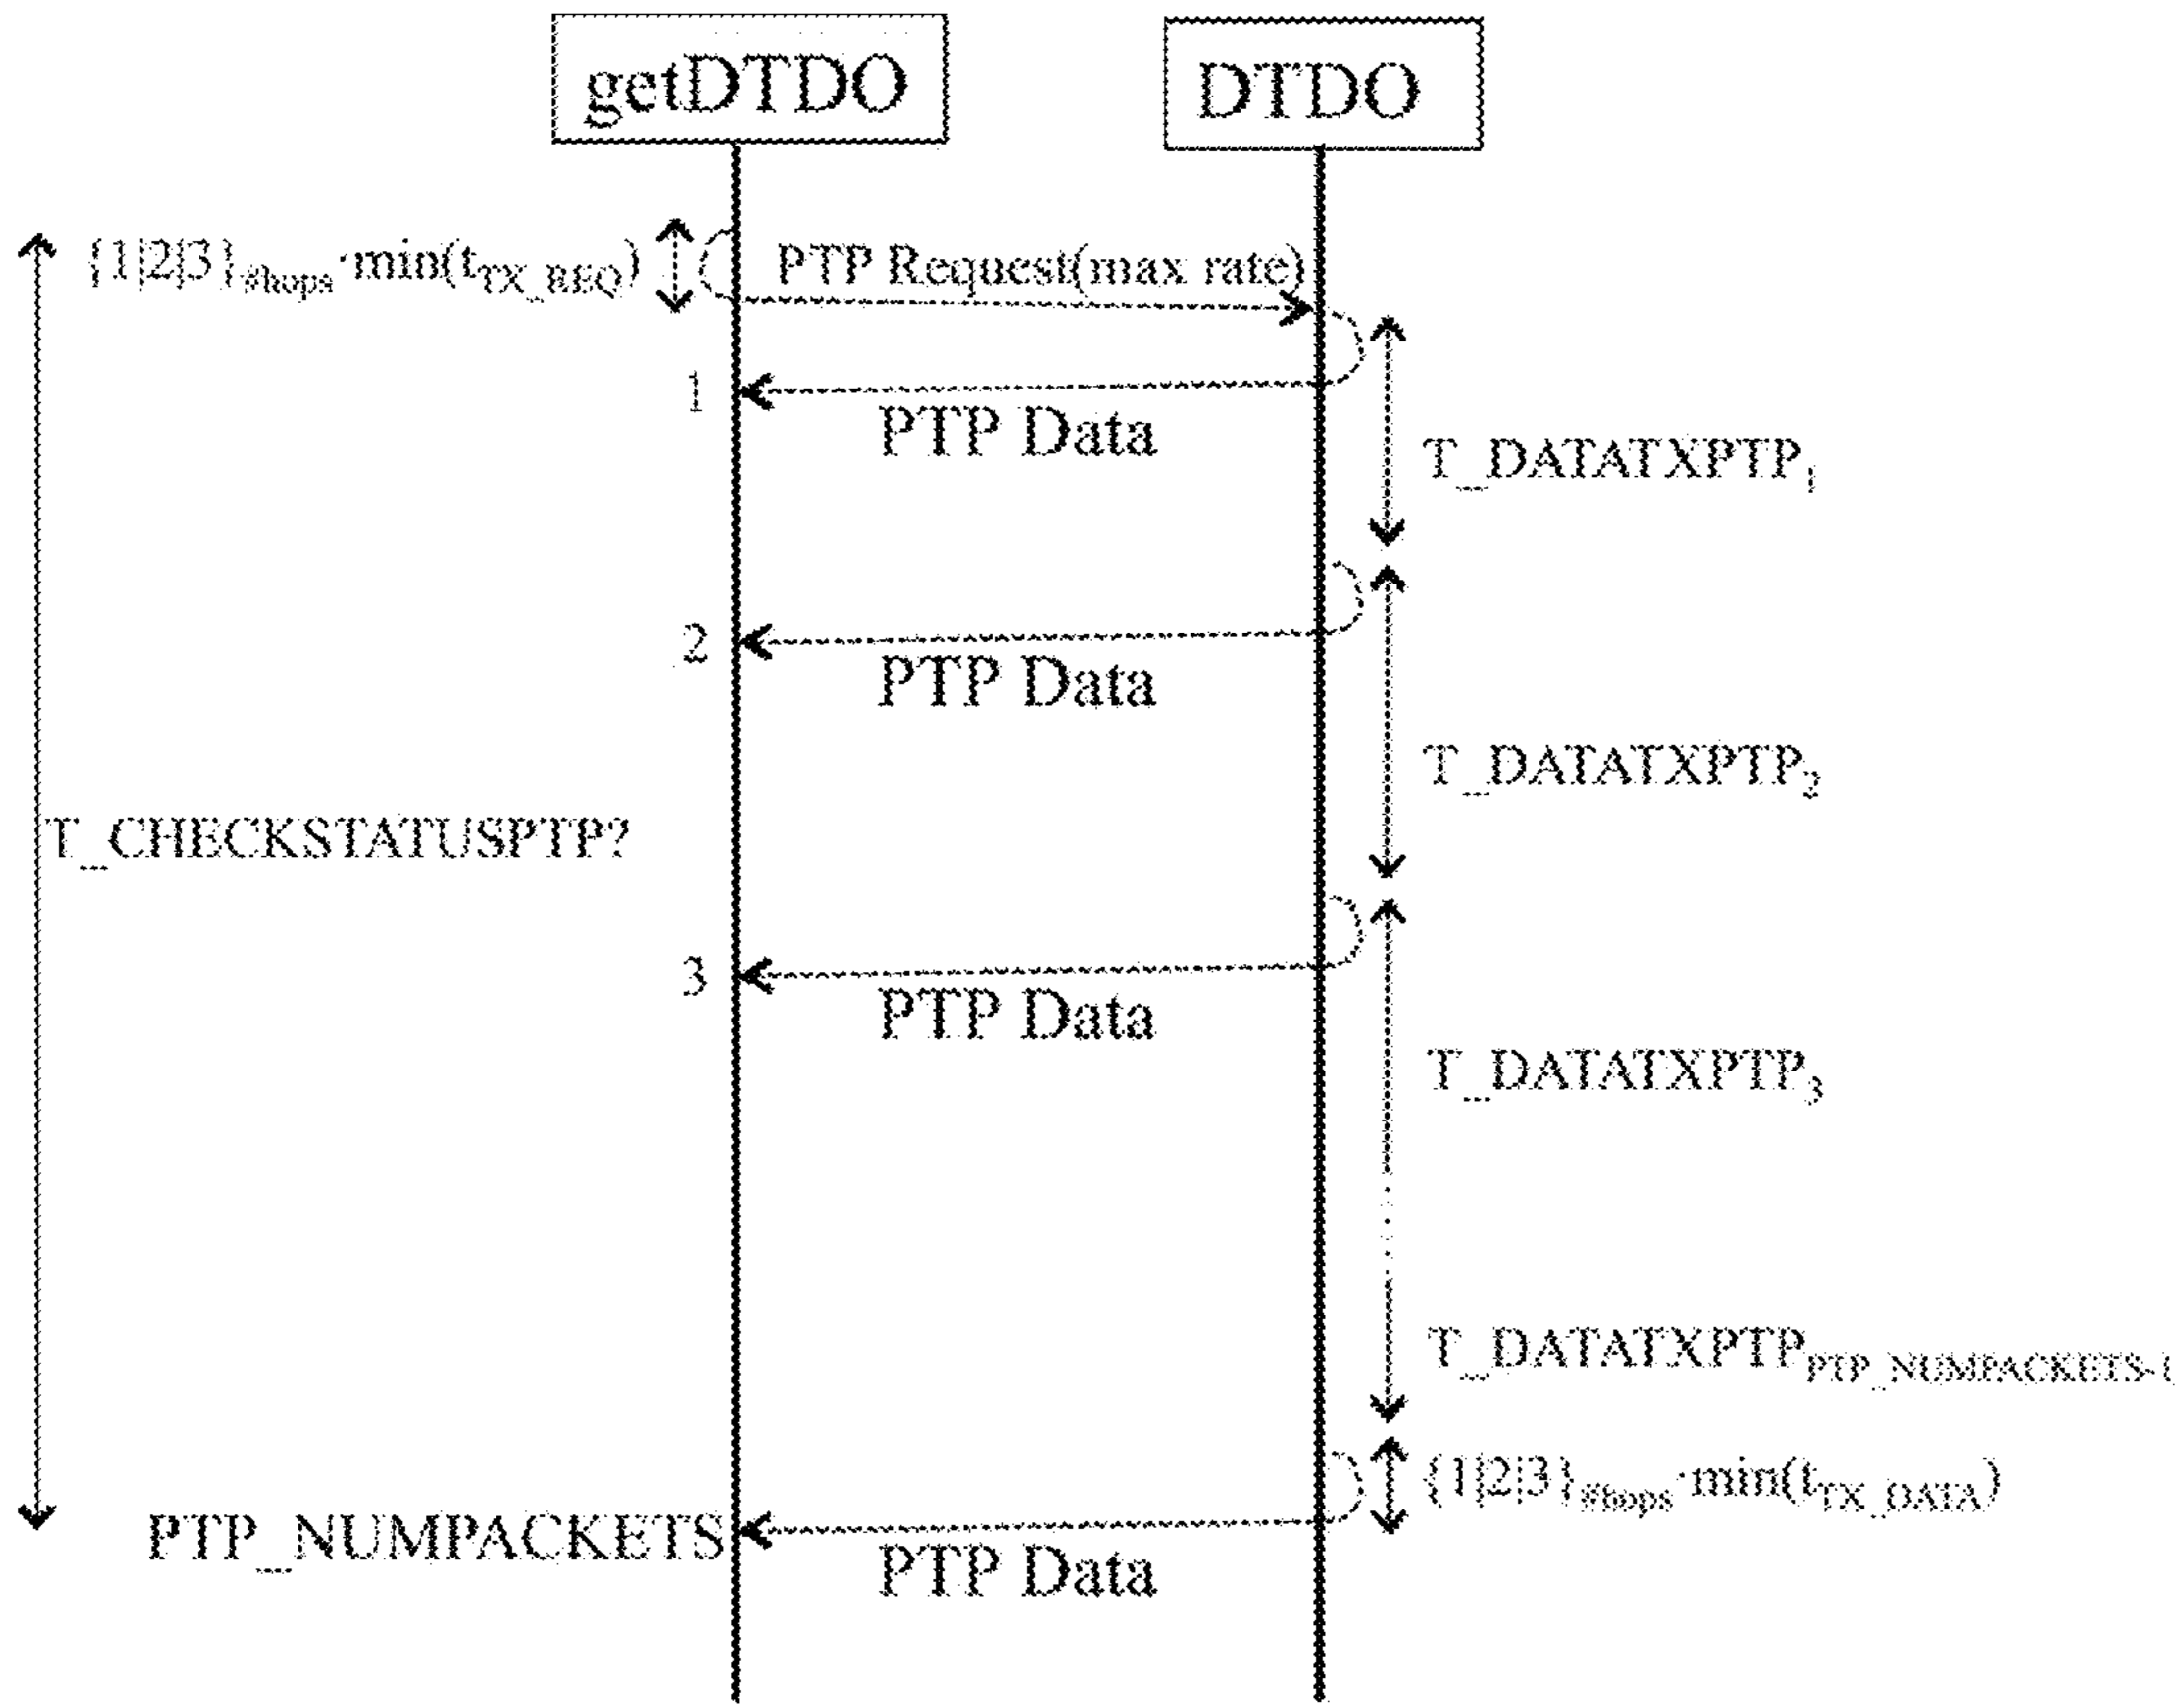 getDTDO
DTDO
{1|2|3}#hops·min(tTX_REQ)
PTP Request(max rate)
1
PTP Data
T_DATATXPTP1
2
PTP Data
T_DATATXPTP2
T_CHECKSTATUSPTP?
3
PTP Data
T_DATATXPTP3
T_DATATXPTPPTP_NUMPACKETS-1
{1|2|3}#hops·min(tTX_DATA)
PTP_NUMPACKETS
PTP Data